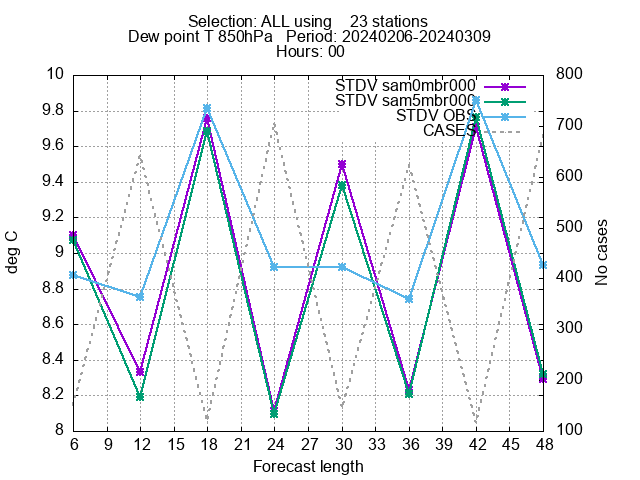 Selection: ALL using    23 stations
Dew point T 850hPa   Period: 20240206-20240309
Hours: 00
STDV sam0mbr000
STDV sam5mbr000
STDV OBS
CASES
10
9.8
9.6
9.4
9.2
9
8.8
8.6
8.4
8.2
8
deg C
800
700
600
500
400
300
200
100
No cases
6 9 12 15 18 21 24 27 30 33 36 39 42 45 48
Forecast length